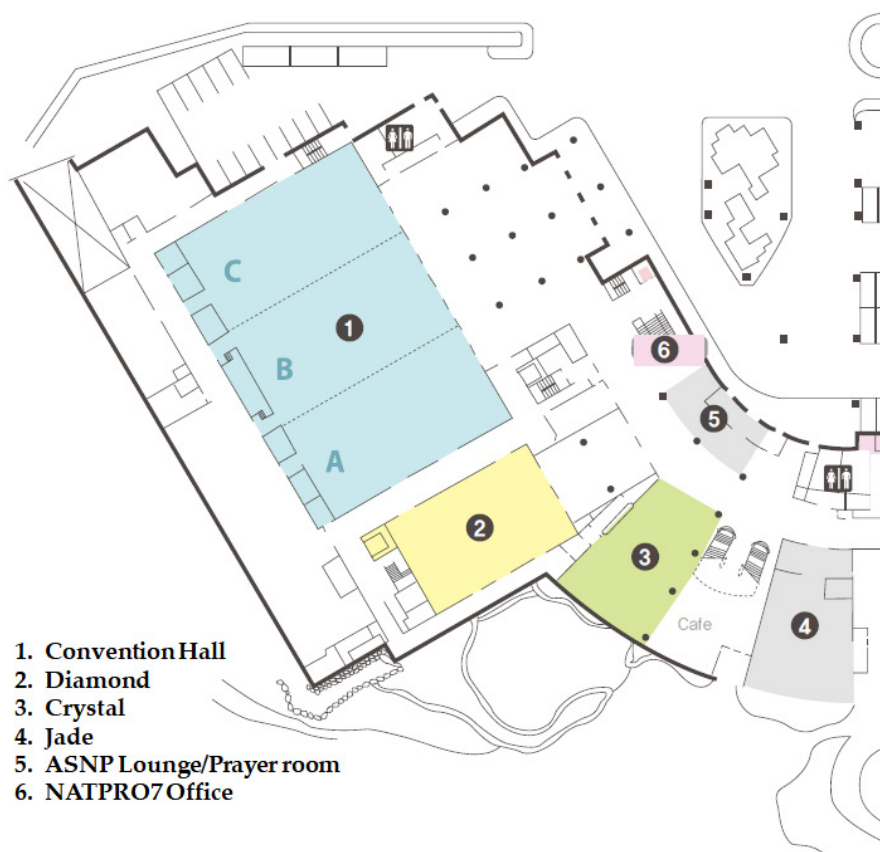 C
1
B
6
5
A
2
3
Cafe
4
1. Convention Hall
2. Diamond
3. Crystal
4. Jade
5. ASNP Lounge/Prayer room
6. NATPRO7 Office